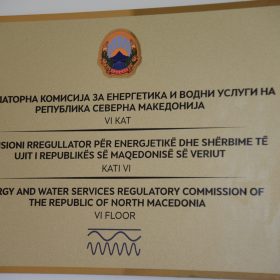 АТОРНА КОМИСИЈА ЗА ЕНЕРГЕТИКА И ВОДНИ УСЛУГИ НА
РЕПУБЛИКА СЕВЕРНА МАКЕДОНИЈА
VI КАТ
SIONI RREGULLATOR PËR ENERGJETIKË DHE SHËRBIME TË
UJIT I REPUBLIKËS SË MAQEDONISË SË VERIUT
KATI VI
RGY AND WATER SERVICES REGULATORY COMMISSION OF
THE REPUBLIC OF NORTH MACEDONIA
VI FLOOR